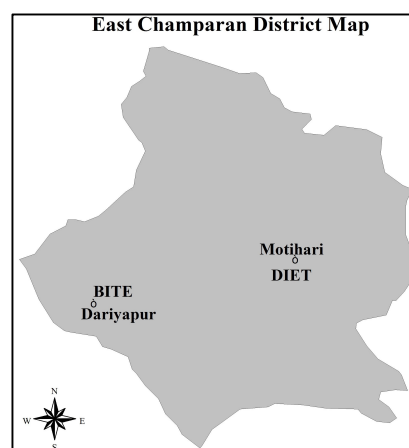 East Champaran District Map
Motihari
DIET
BITE
Dariyapur
N
W E
S